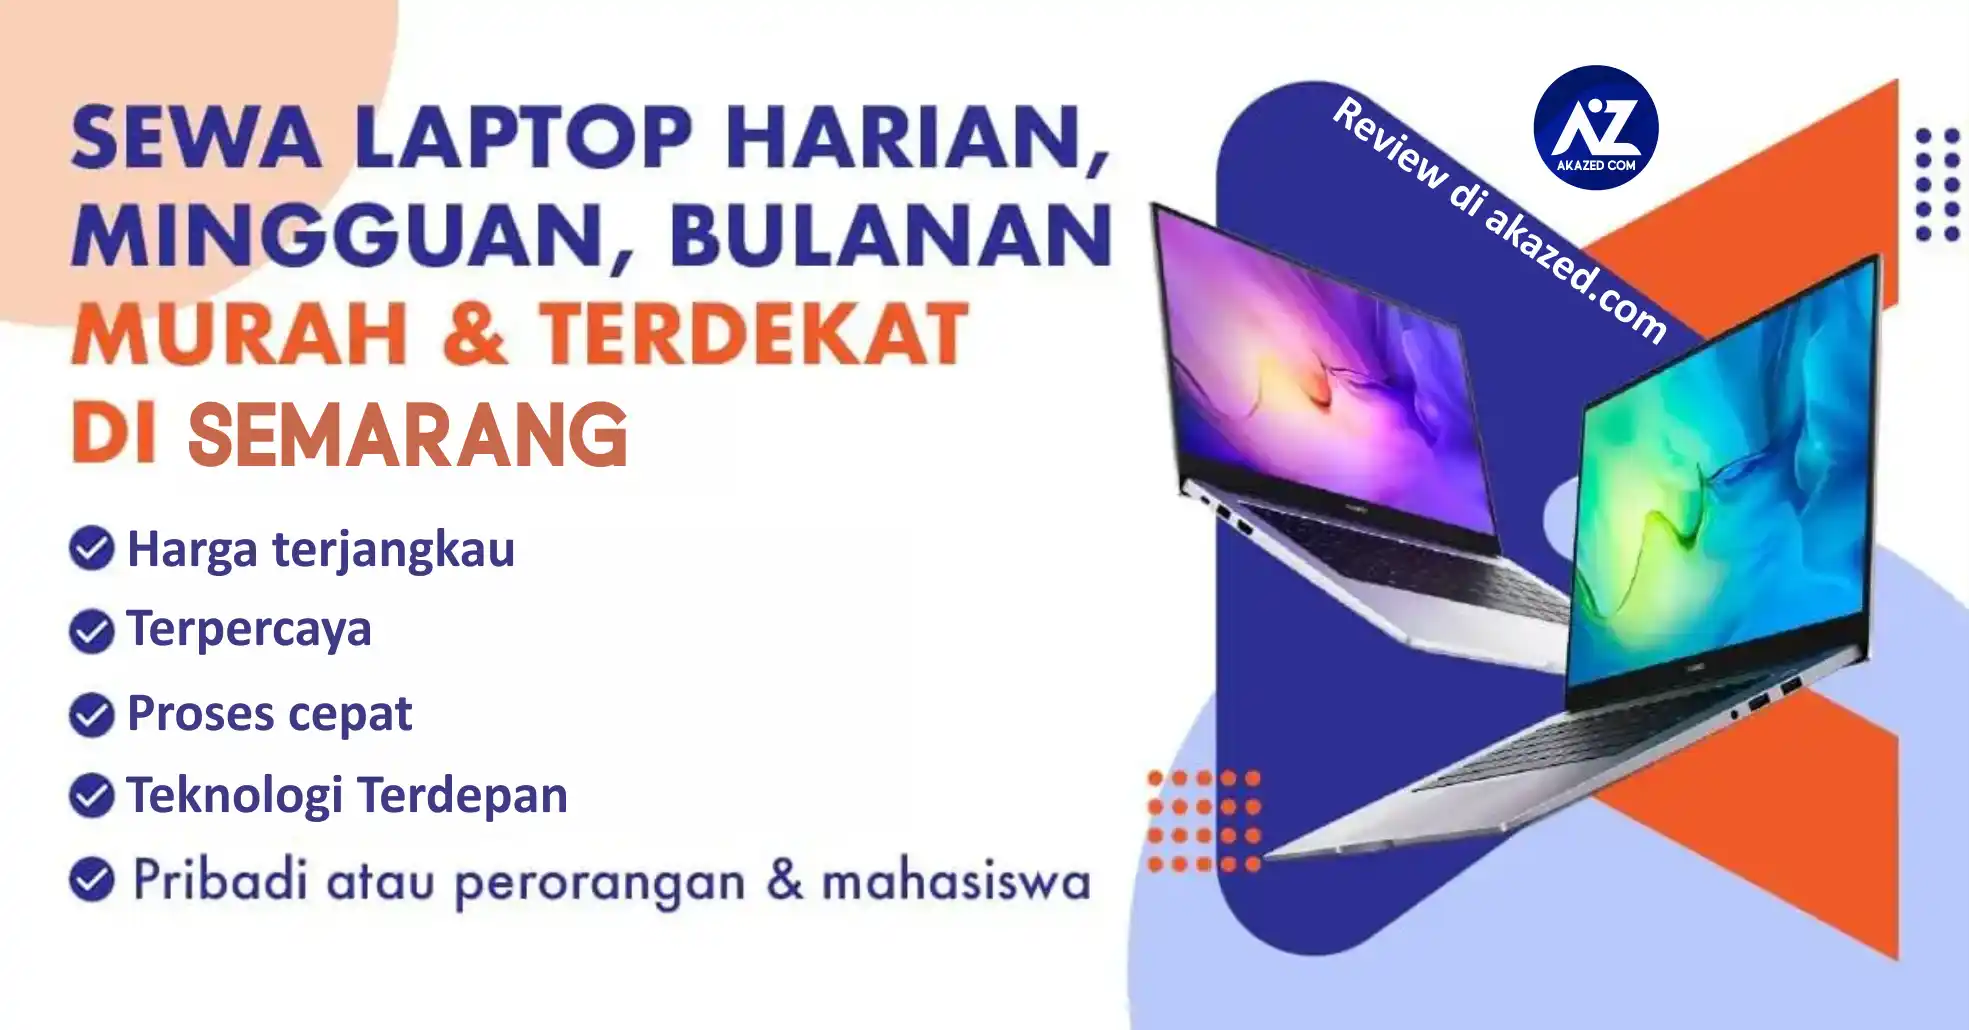 SEWA LAPTOP HARIAN,
MINGGUAN, BULANAN
MURAH & TERDEKAT
DI SEMARANG
Harga terjangkau
Terpercaya
Proses cepat
Teknologi Terdepan
Pribadi atau perorangan & mahasiswa
Review di akazed.com
AZ
AKAZED COM